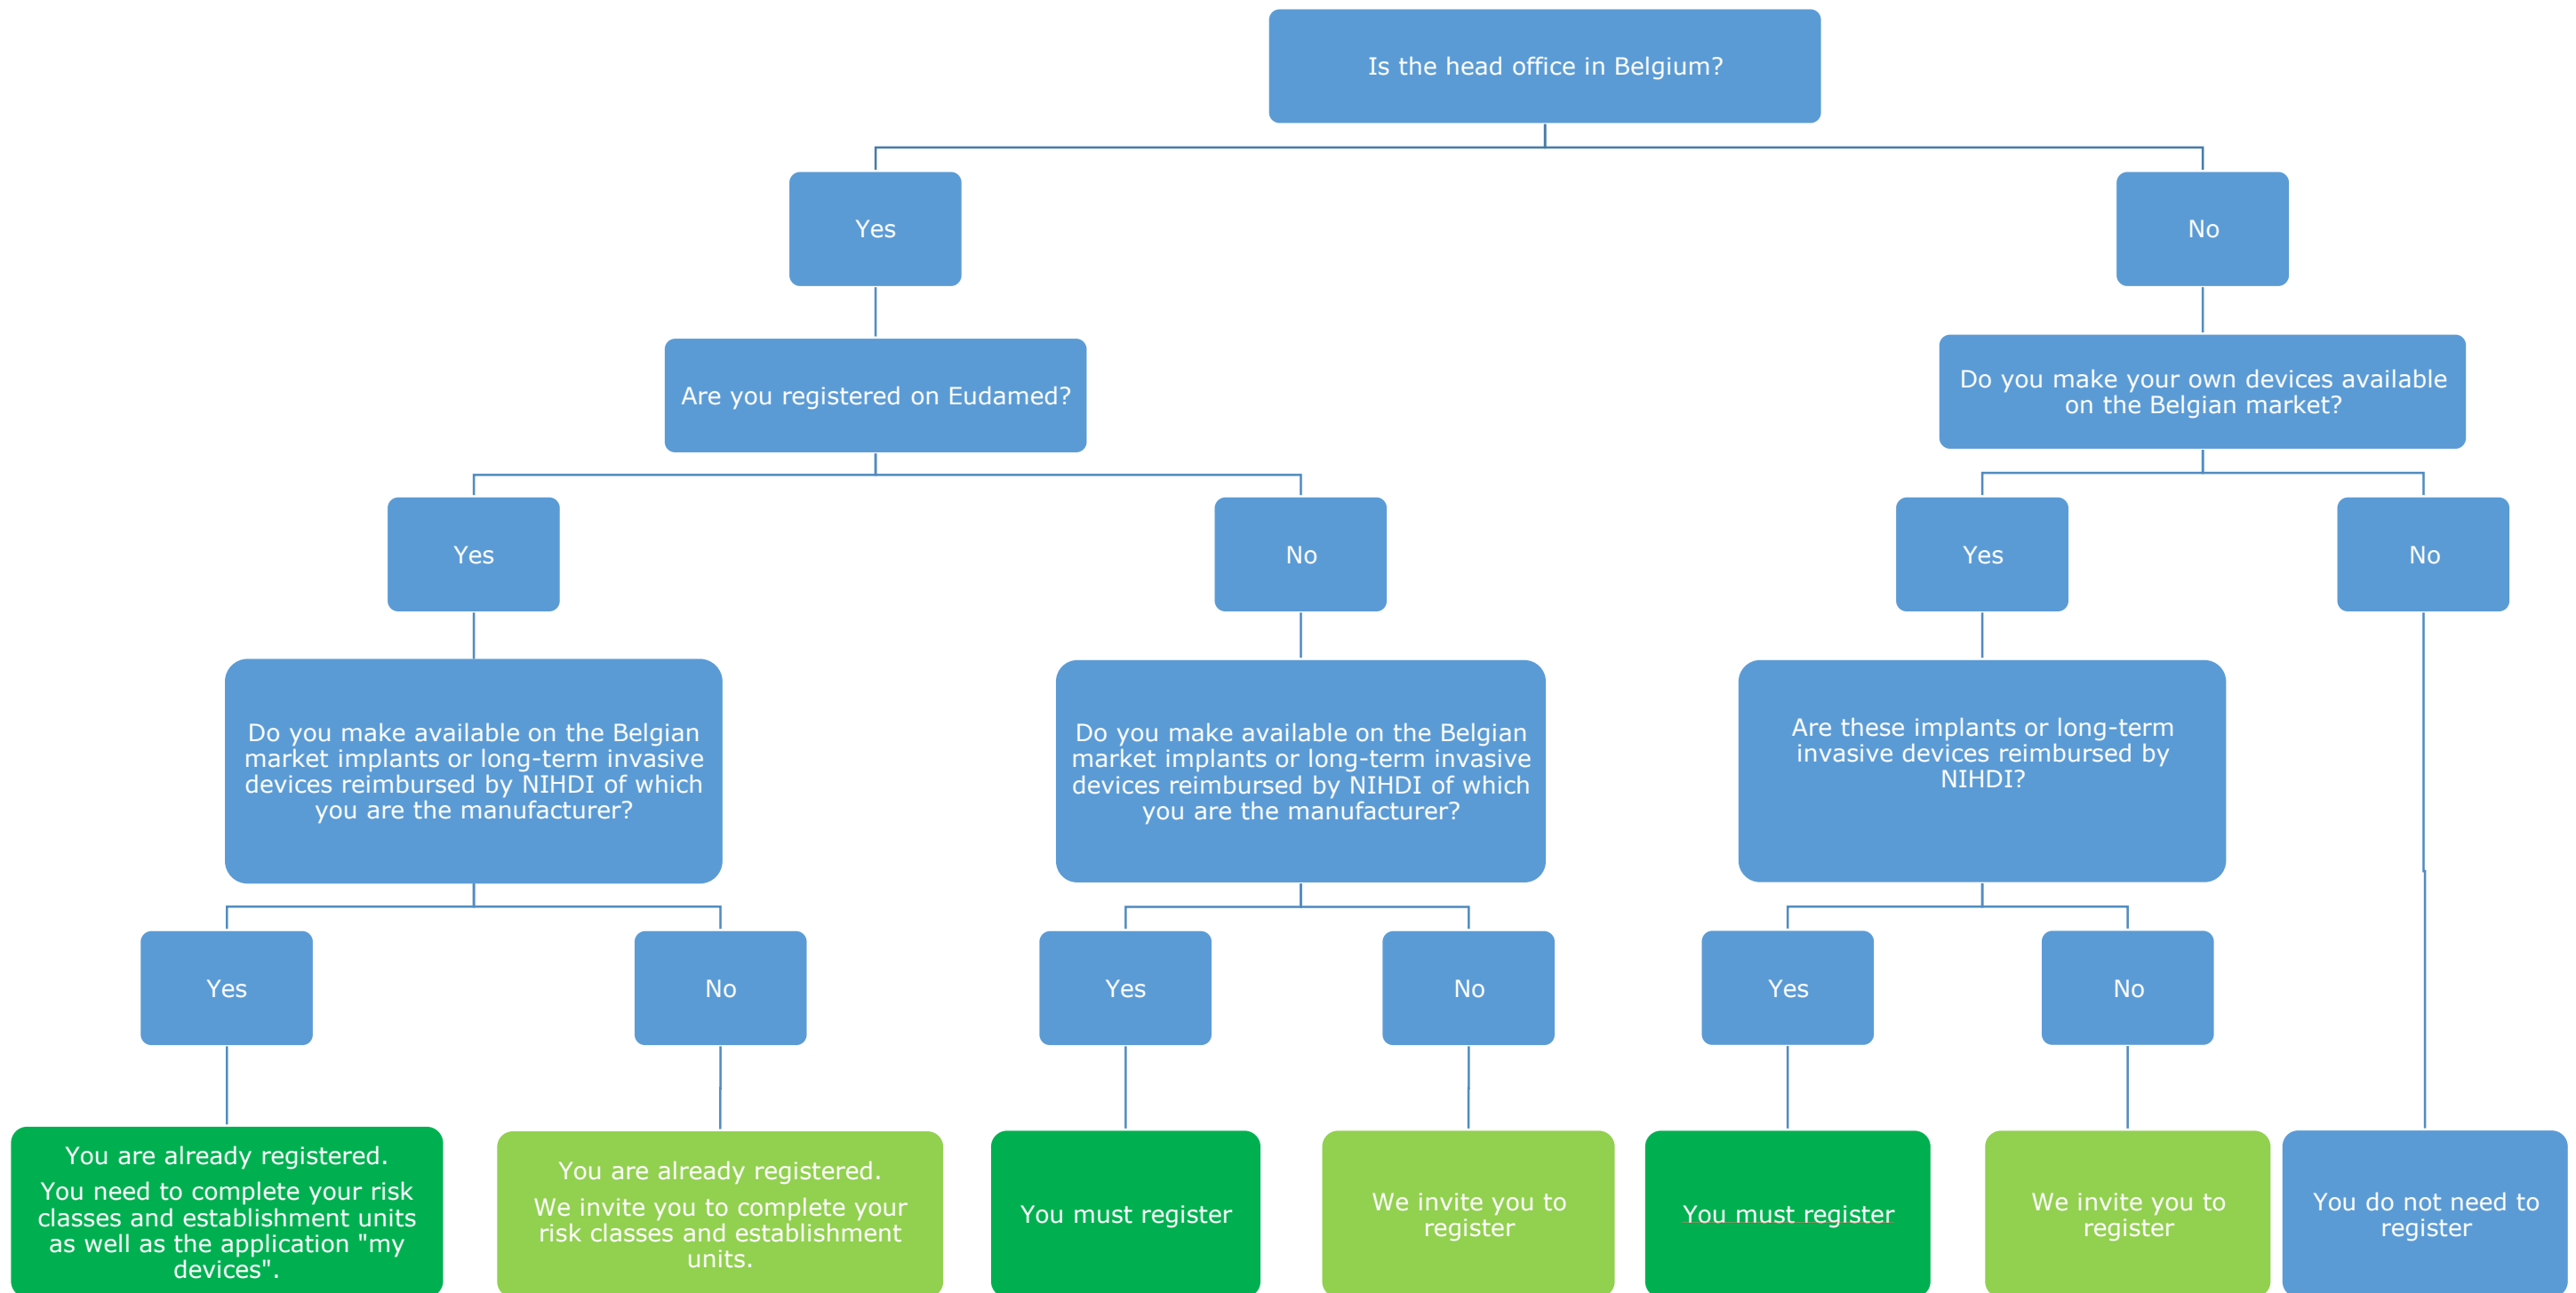 Is the head office in Belgium?
Yes
No
Are you registered on Eudamed?
Do you make your own devices available
on the Belgian market?
Yes
No
Yes
No
Do you make available on the Belgian
market implants or long-term invasive
devices reimbursed by NIHDI of which
you are the manufacturer?
Do you make available on the Belgian
market implants or long-term invasive
devices reimbursed by NIHDI of which
you are the manufacturer?
Are these implants or long-term
invasive devices reimbursed by
NIHDI?
Yes
No
Yes
No
Yes
No
You are already registered.
You need to complete your risk
classes and establishment units
as well as the application "my
devices".
You are already registered.
We invite you to complete your
risk classes and establishment
units.
You must register
We invite you to
register
You must register
We invite you to
register
You do not need to
register